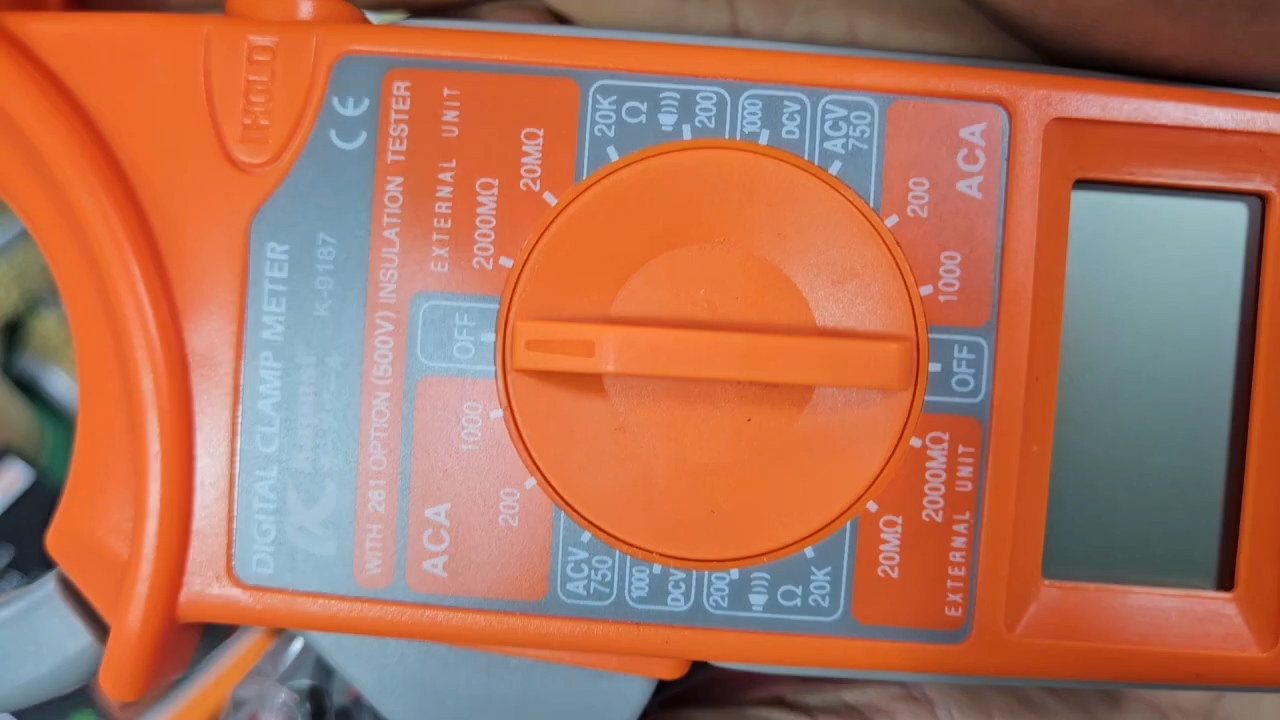 HOLD
CE
DIGITAL CLAMP METER
K-9187
WITH 261 OPTION (500V) INSULATION TESTER
EXTERNAL UNIT
2000MΩ
20MΩ
20K
Ω
200
1000
DCV
ACV
750
200
1000
ACA
OFF
2000MΩ
20MΩ
EXTERNAL UNIT
20K
Ω
200
1000
DCV
ACV
750
200
1000
ACA
OFF